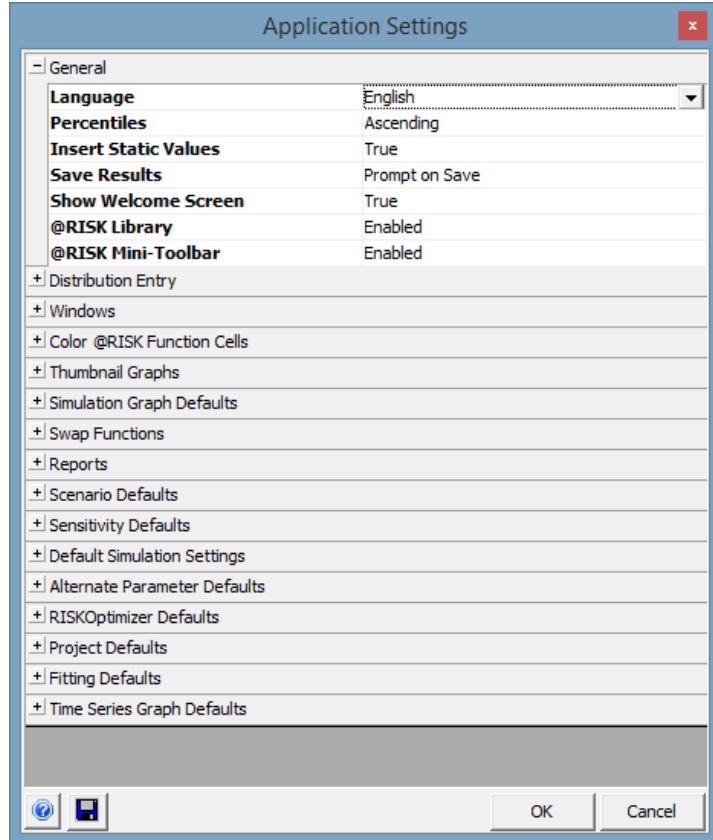 Application Settings
x
General
Language English
Percentiles Ascending
Insert Static Values True
Save Results Prompt on Save
Show Welcome Screen True
@RISK Library Enabled
@RISK Mini-Toolbar Enabled
Distribution Entry
Windows
Color @RISK Function Cells
Thumbnail Graphs
Simulation Graph Defaults
Swap Functions
Reports
Scenario Defaults
Sensitivity Defaults
Default Simulation Settings
Alternate Parameter Defaults
RISKOptimizer Defaults
Project Defaults
Fitting Defaults
Time Series Graph Defaults
? OK Cancel